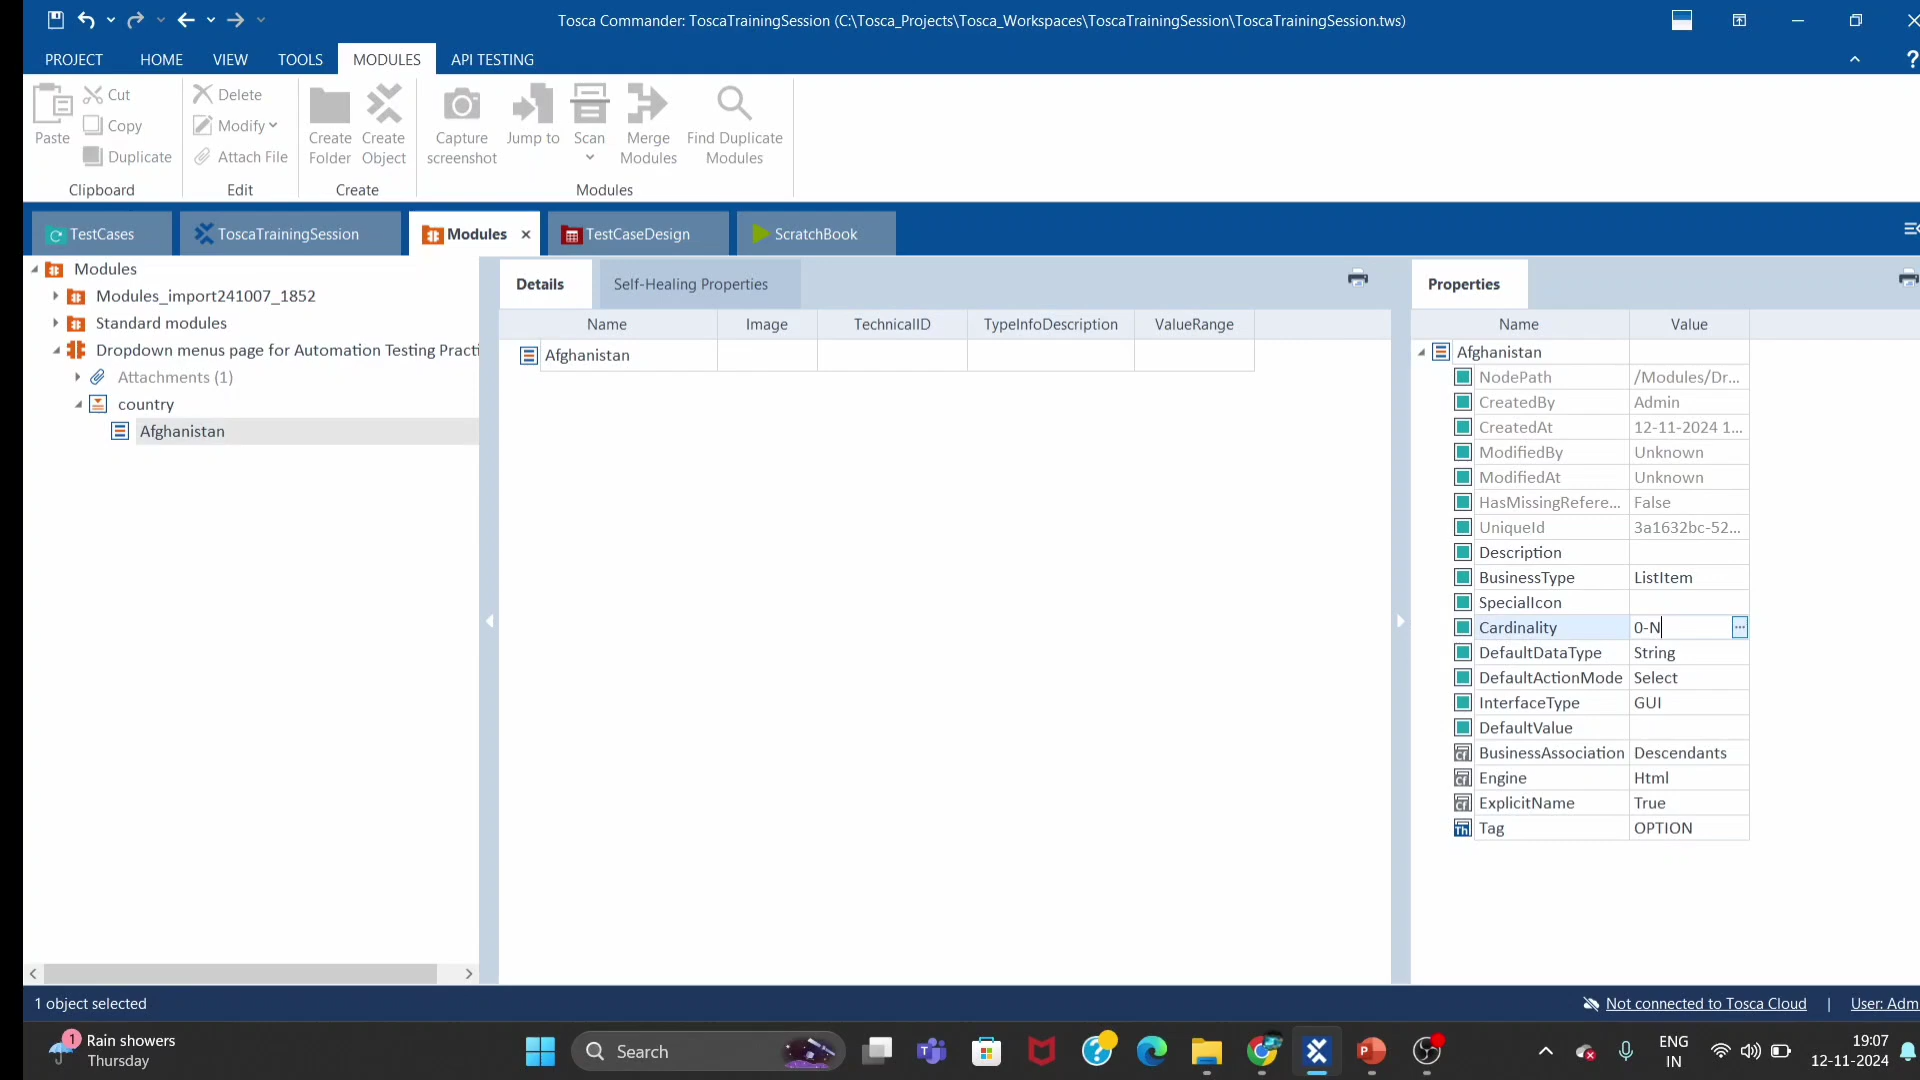 Tosca Commander: ToscaTrainingSession (C:\Tosca_Projects\Tosca_Workspaces\ToscaTrainingSession\ToscaTrainingSession.tws)
PROJECT HOME VIEW TOOLS MODULES API TESTING
?
Paste
Cut
Copy
Duplicate
Clipboard
Delete
Modify
Attach File
Edit
Create Folder
Create Object
Create
Capture screenshot
Jump to
Scan
Merge Modules
Find Duplicate Modules
Modules
TestCases ToscaTrainingSession Modules × TestCaseDesign ScratchBook
Modules
Modules_import241007_1852
Standard modules
Dropdown menus page for Automation Testing Practi
Attachments (1)
country
Afghanistan
Details Self-Healing Properties
Name Image TechnicalID TypeInfoDescription ValueRange
Afghanistan
Properties
Name Value
Afghanistan
NodePath /Modules/Dr...
CreatedBy Admin
CreatedAt 12-11-2024 1...
ModifiedBy Unknown
ModifiedAt Unknown
HasMissingRefere... False
UniqueId 3a1632bc-52...
Description
BusinessType ListItem
SpecialIcon
Cardinality 0-N ...
DefaultDataType String
DefaultActionMode Select
InterfaceType GUI
DefaultValue
BusinessAssociation Descendants
Engine Html
ExplicitName True
Tag OPTION
1 object selected
Not connected to Tosca Cloud | User: Adm
1 Rain showers
Thursday
Search
ENG
IN
19:07
12-11-2024